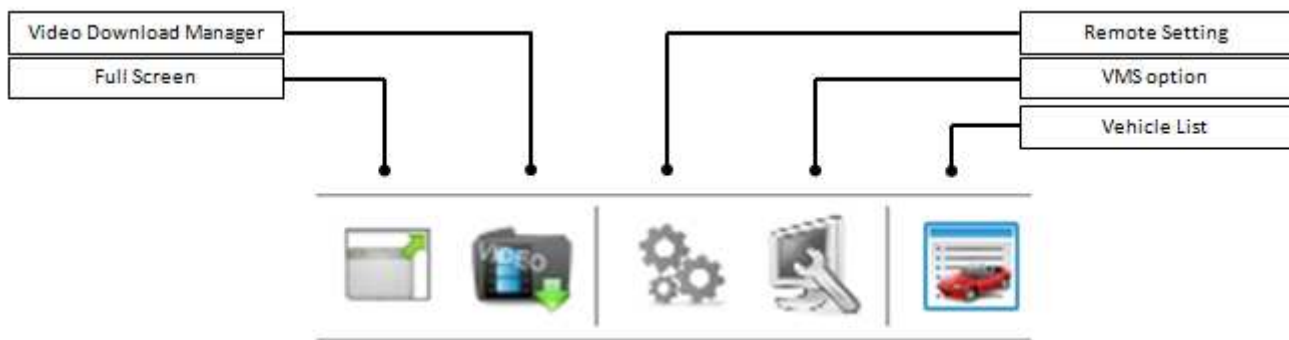 Video Download Manager
Full Screen
Remote Setting
VMS option
Vehicle List
VIDEO